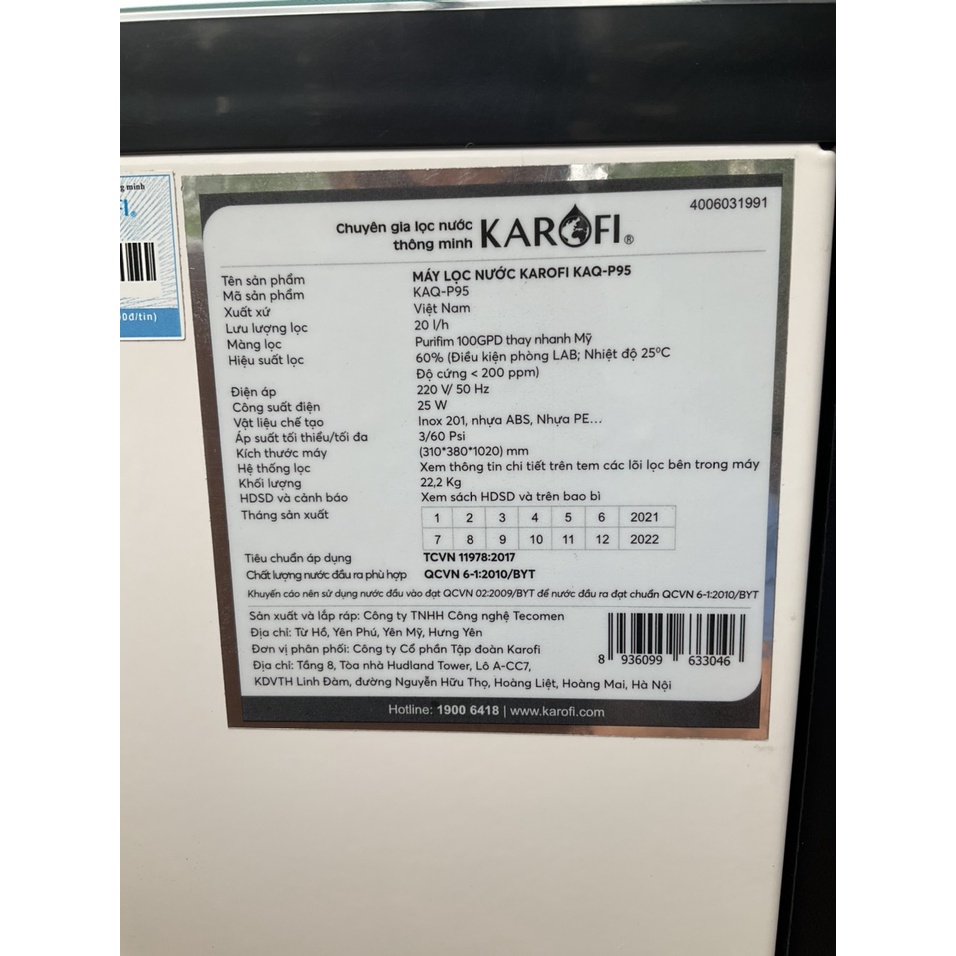 4006031991
Chuyên gia lọc nước
thông minh KAROFI®
Tên sản phẩm MÁY LỌC NƯỚC KAROFI KAQ-P95
Mã sản phẩm KAQ-P95
Xuất xứ Việt Nam
Lưu lượng lọc 20 l/h
Màng lọc Purifim 100GPD thay nhanh Mỹ
Hiệu suất lọc 60% (Điều kiện phòng LAB; Nhiệt độ 25⁰C
Độ cứng < 200 ppm)
Điện áp 220 V/ 50 Hz
Công suất điện 25 W
Vật liệu chế tạo Inox 201, nhựa ABS, Nhựa PE...
Áp suất tối thiểu/tối đa 3/60 Psi
Kích thước máy (310*380*1020) mm
Hệ thống lọc Xem thông tin chi tiết trên tem các lõi lọc bên trong máy
Khối lượng 22,2 Kg
HDSD và cảnh báo Xem sách HDSD và trên bao bì
Tháng sản xuất 1 2 3 4 5 6 2021
7 8 9 10 11 12 2022
Tiêu chuẩn áp dụng TCVN 11978:2017
Chất lượng nước đầu ra phù hợp QCVN 6-1:2010/BYT
Khuyến cáo nên sử dụng nước đầu vào đạt QCVN 02:2009/BYT để nước đầu ra đạt chuẩn QCVN 6-1:2010/BYT
Sản xuất và lắp ráp: Công ty TNHH Công nghệ Tecomen
Địa chỉ: Từ Hồ, Yên Phú, Yên Mỹ, Hưng Yên
Đơn vị phân phối: Công ty Cổ phần Tập đoàn Karofi
Địa chỉ: Tầng 8, Tòa nhà Hudland Tower, Lô A-CC7,
KDVTH Linh Đàm, đường Nguyễn Hữu Thọ, Hoàng Liệt, Hoàng Mai, Hà Nội
8 936099 633046
Hotline: 1900 6418 | www.karofi.com
minh
0đ/tin)